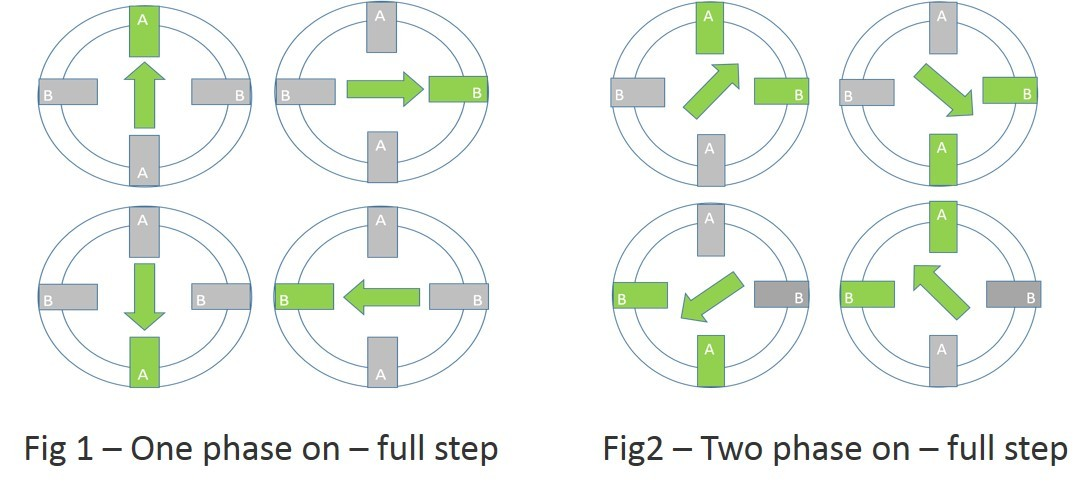 A
A
A
A
B
B
B
B
A
A
A
A
A
A
A
A
B
B
B
B
A
A
A
A
Fig 1 – One phase on – full step
Fig2 – Two phase on – full step